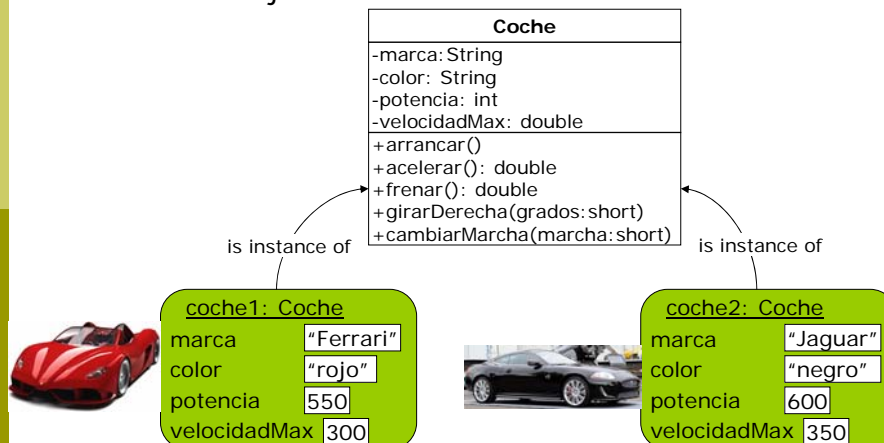 Coche
-marca:String
-color: String
-potencia: int
-velocidadMax: double
+arrancar()
+acelerar(): double
+frenar(): double
+girarDerecha(grados:short)
+cambiarMarcha(marcha:short)
is instance of
is instance of
coche1: Coche
marca "Ferrari"
color "rojo"
potencia 550
velocidadMax 300
coche2: Coche
marca "Jaguar"
color "negro"
potencia 600
velocidadMax 350